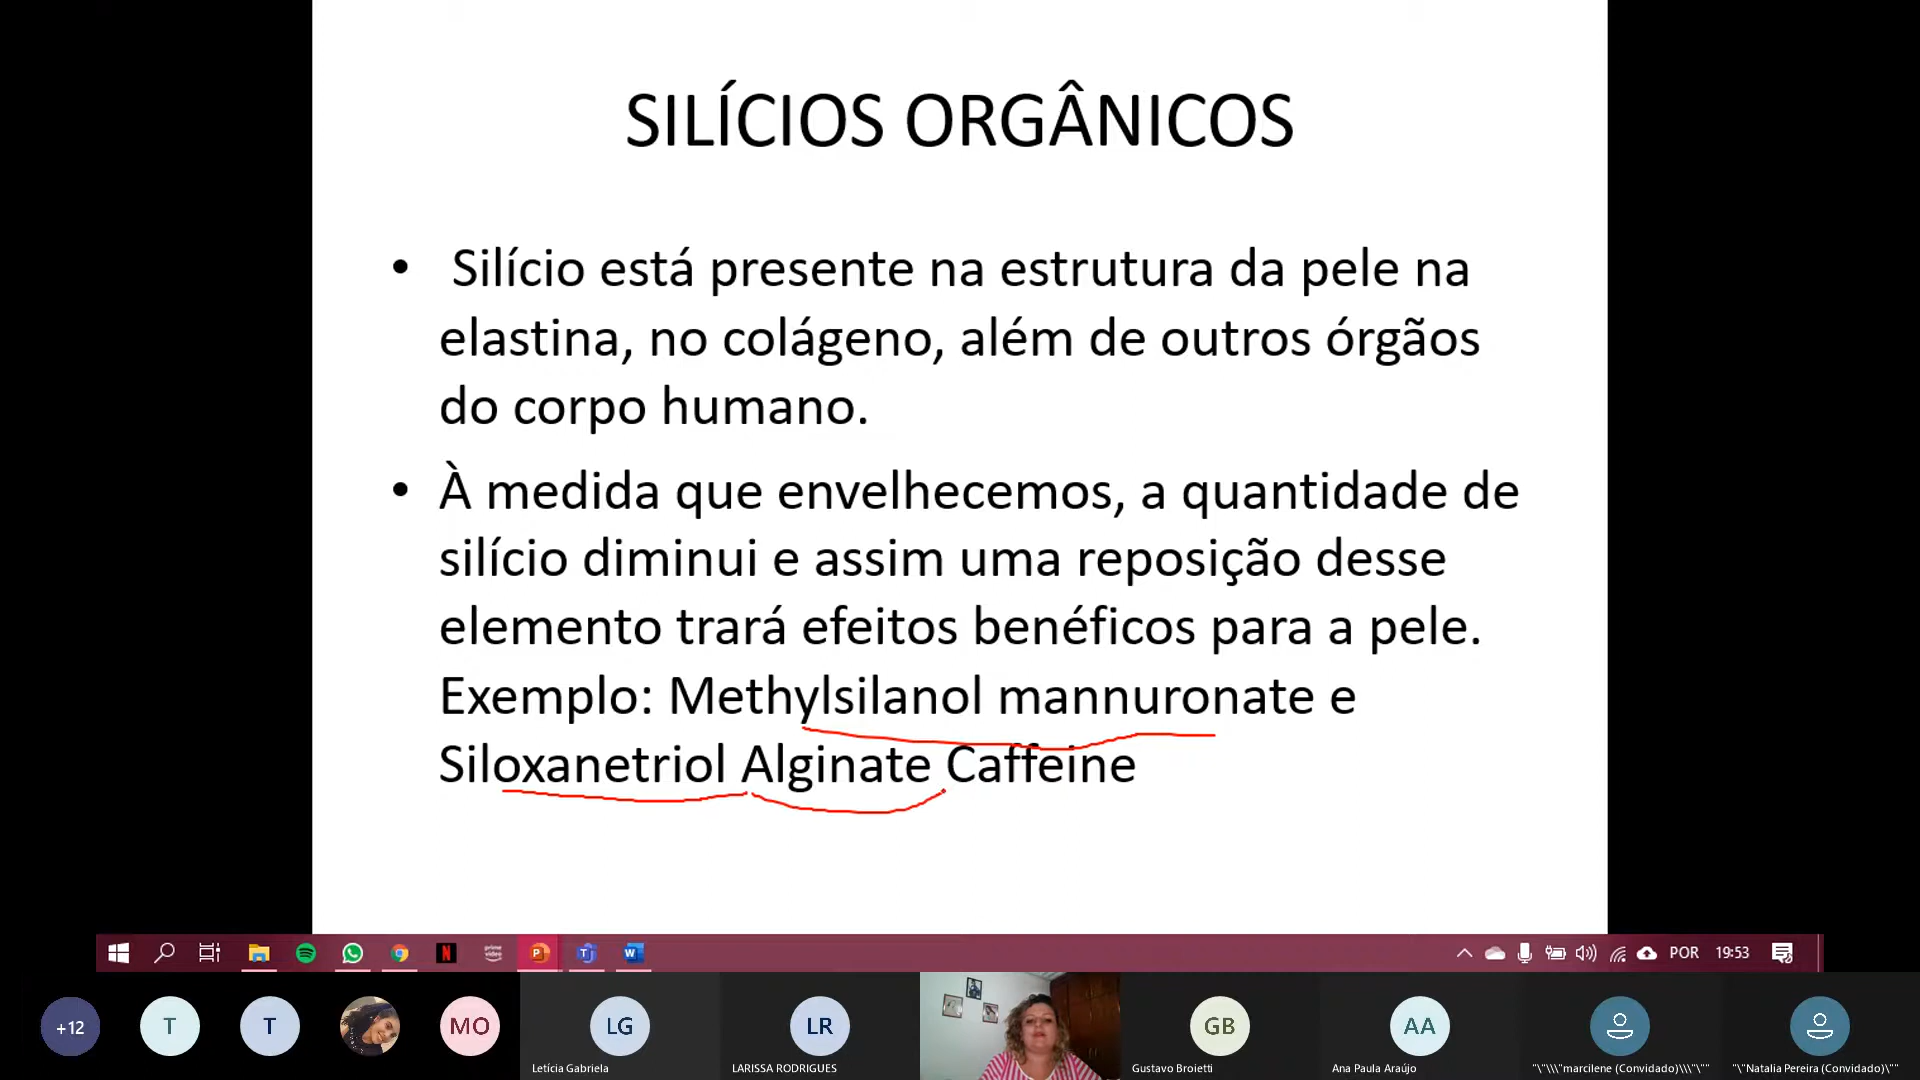 SILÍCIOS ORGÂNICOS
• Silício está presente na estrutura da pele na
elastina, no colágeno, além de outros órgãos
do corpo humano.
• À medida que envelhecemos, a quantidade de
silício diminui e assim uma reposição desse
elemento trará efeitos benéficos para a pele.
Exemplo: Methylsilanol mannuronate e
Siloxanetriol Alginate Caffeine
N prime video P T W POR 19:53
+12 T T MO LG LR GB AA
Letícia Gabriela LARISSA RODRIGUES Gustavo Broietti Ana Paula Araújo "\"\\\"marcilene (Convidado)\\\"\"" "\"Natalia Pereira (Convidado)\""